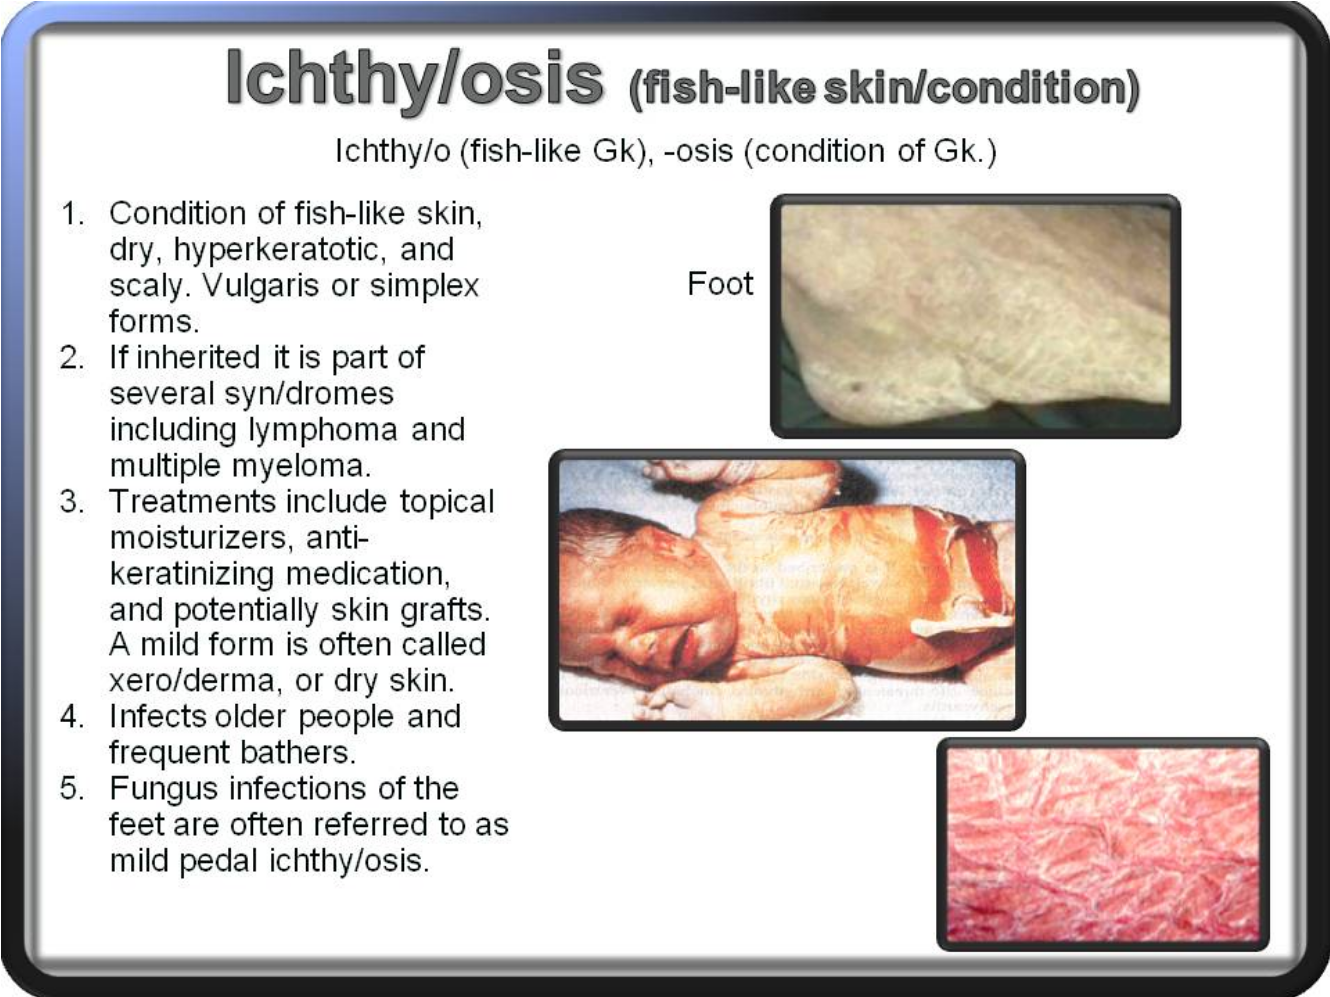 Ichthy/osis (fish-like skin/condition)
Ichthy/o (fish-like Gk), -osis (condition of Gk.)
1. Condition of fish-like skin,
dry, hyperkeratotic, and
scaly. Vulgaris or simplex
forms.
2. If inherited it is part of
several syn/dromes
including lymphoma and
multiple myeloma.
3. Treatments include topical
moisturizers, anti-
keratinizing medication,
and potentially skin grafts.
A mild form is often called
xero/derma, or dry skin.
4. Infects older people and
frequent bathers.
5. Fungus infections of the
feet are often referred to as
mild pedal ichthy/osis.
Foot